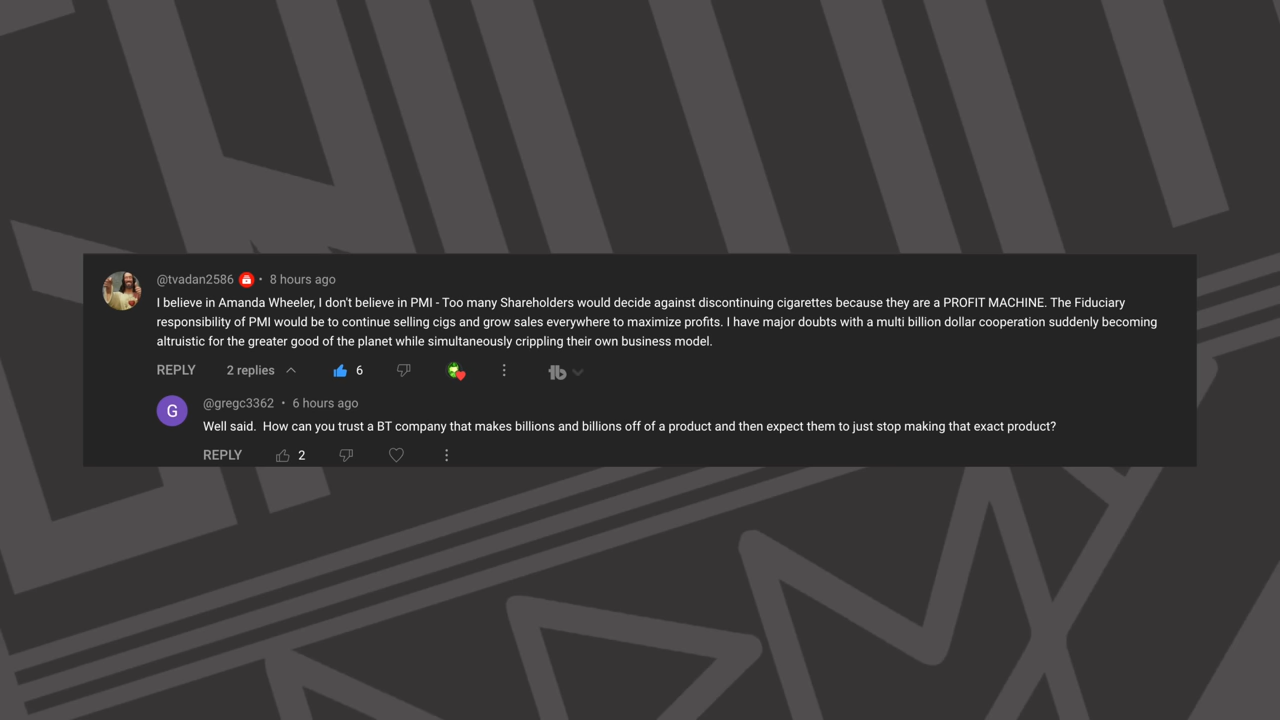 @tvadan2586 • 8 hours ago
I believe in Amanda Wheeler, I don't believe in PMI - Too many Shareholders would decide against discontinuing cigarettes because they are a PROFIT MACHINE. The Fiduciary
responsibility of PMI would be to continue selling cigs and grow sales everywhere to maximize profits. I have major doubts with a multi billion dollar cooperation suddenly becoming
altruistic for the greater good of the planet while simultaneously crippling their own business model.
REPLY 2 replies 6
G
@gregc3362 • 6 hours ago
Well said.  How can you trust a BT company that makes billions and billions off of a product and then expect them to just stop making that exact product?
REPLY 2